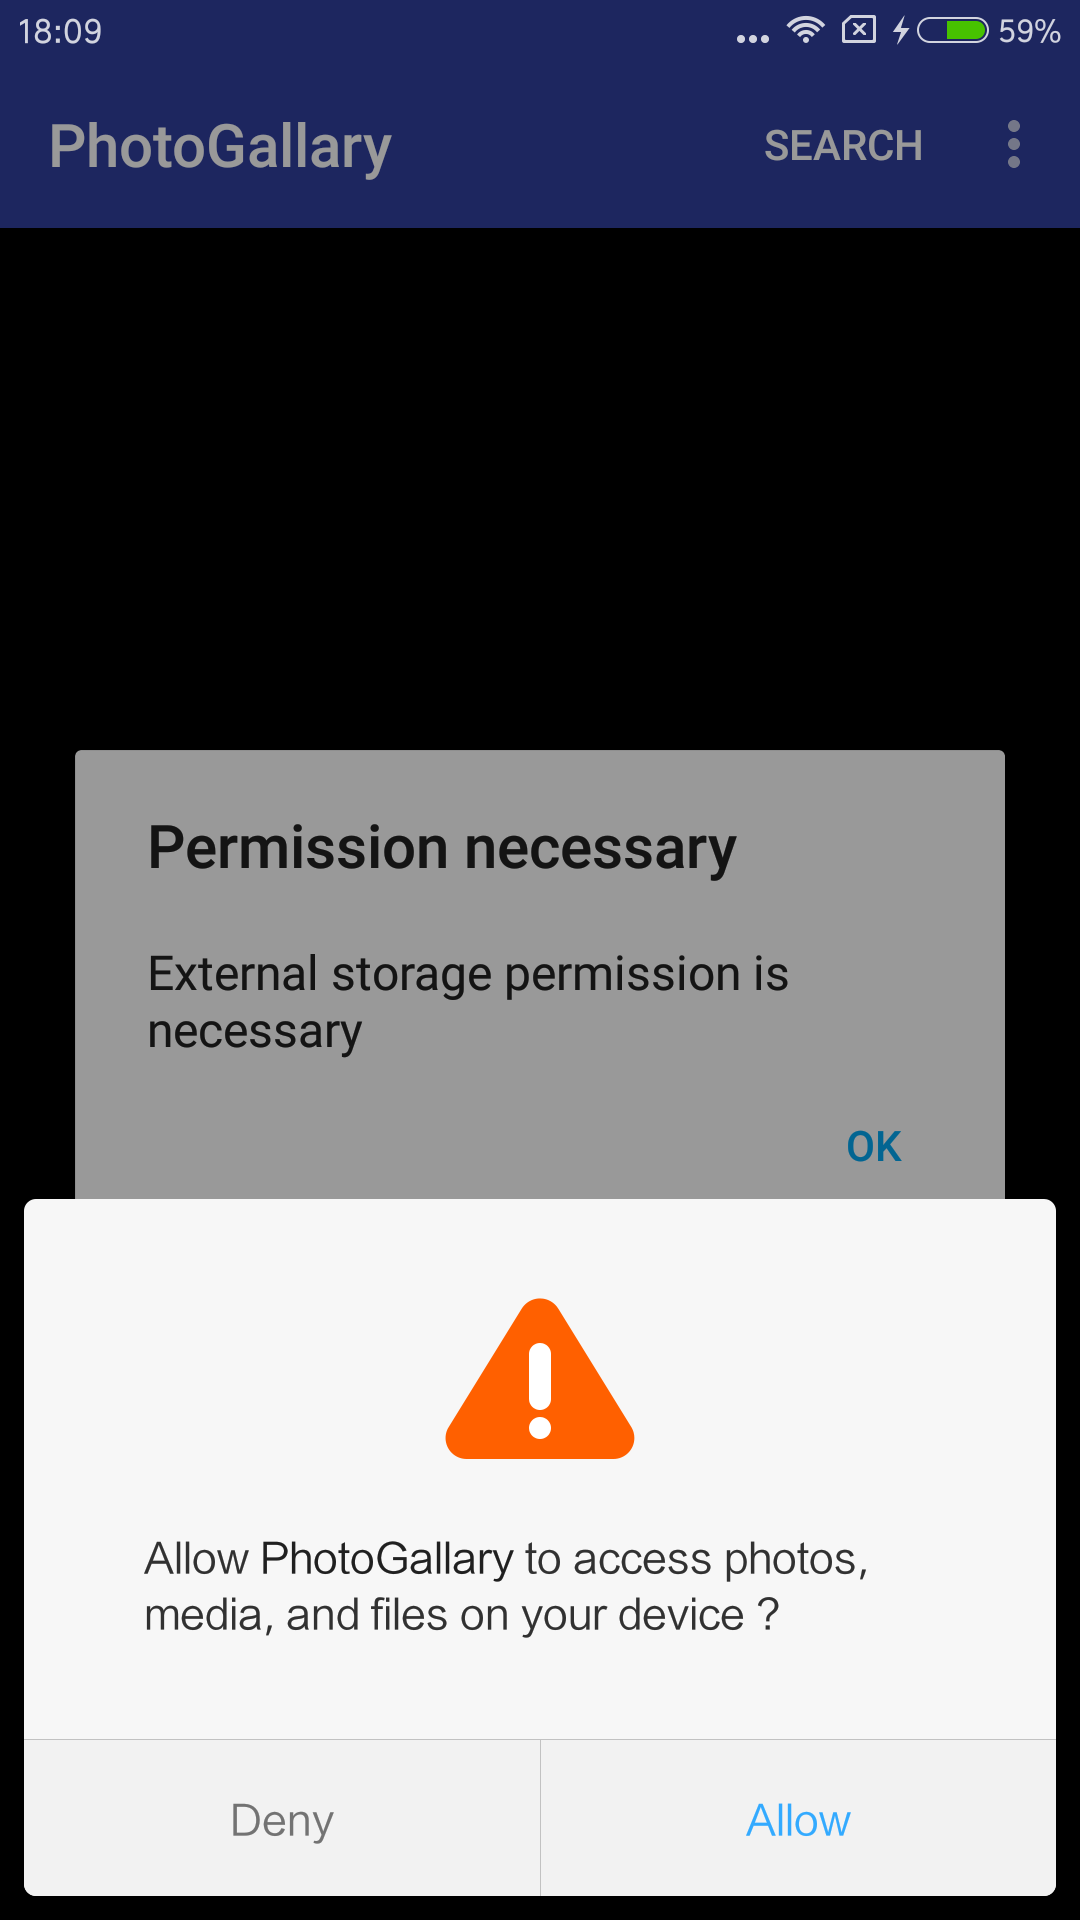 18:09 59%
PhotoGallary SEARCH
Permission necessary
External storage permission is
necessary
OK
Allow PhotoGallary to access photos,
media, and files on your device ?
Deny Allow